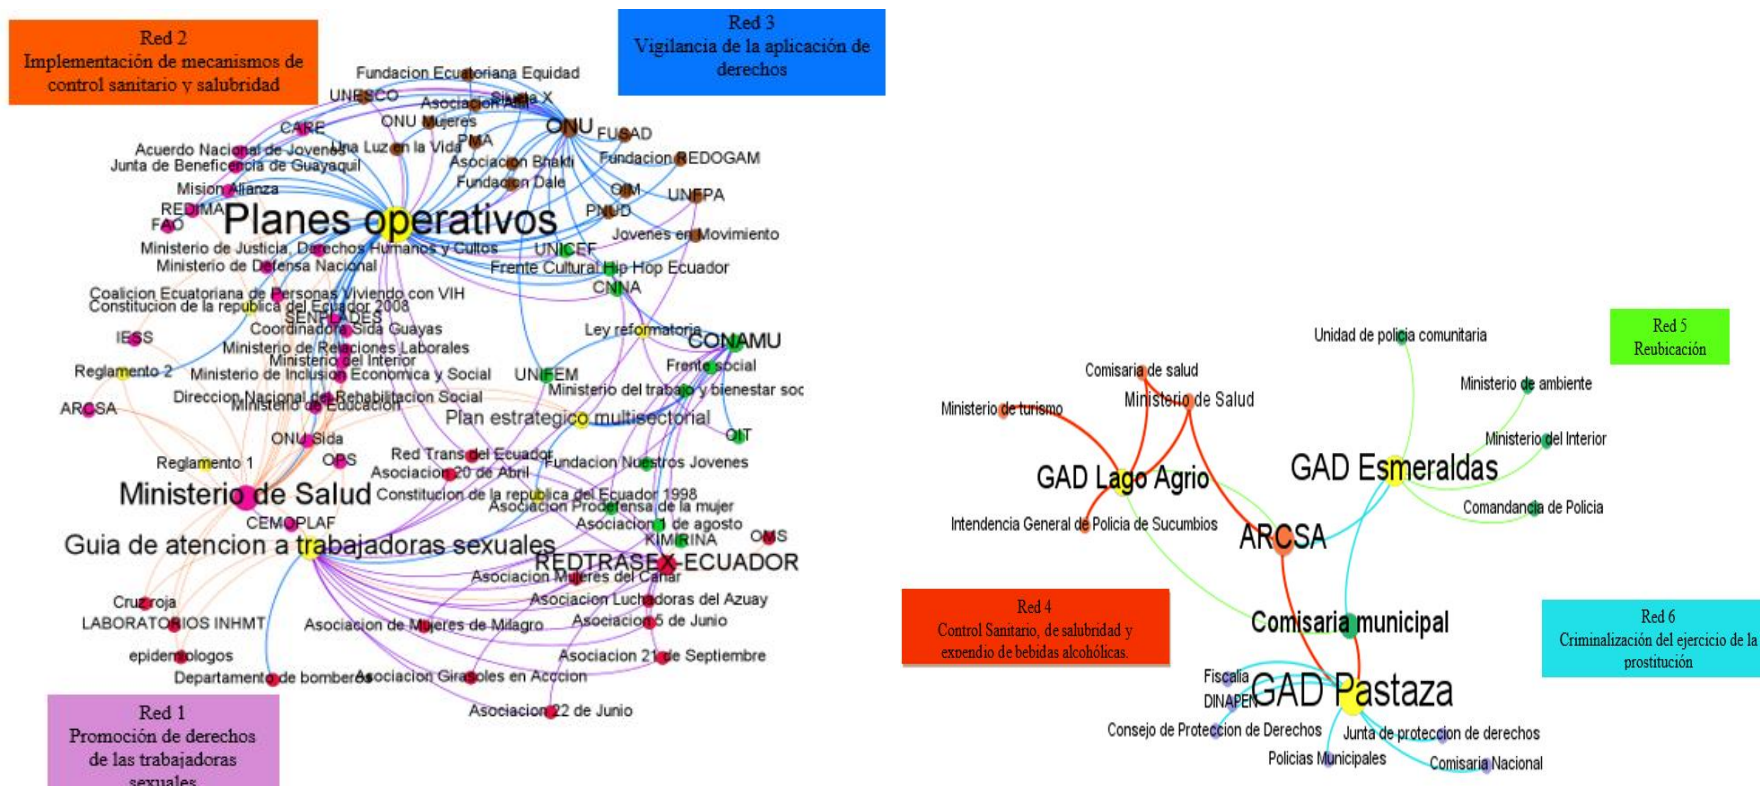 Red 2
Implementación de mecanismos de
control sanitario y salubridad
Red 3
Vigilancia de la aplicación de
derechos
Fundacion Ecuatoriana Equidad
UNESCO
Asociacion
Silueta X
ONU Mujeres
ONU
CARE
FUSAD
Acuerdo Nacional de Jovenes
Una Luz en la Vida
PMA
Junta de Beneficencia de Guayaquil
Asociacion Bhakti
Fundacion REDOGAM
Mision Alianza
Fundacion Dale
OIM
UNFPA
REDIMA
Planes operativos
PNUD
FAO
Jovenes en Movimiento
Ministerio de Justicia, Derechos Humanos y Cultos
UNICEF
Ministerio de Defensa Nacional
Frente Cultural Hip Hop Ecuador
CNNA
Coalicion Ecuatoriana de Personas Viviendo con VIH
Constitucion de la republica del Ecuador 2008
SENPLADES
Coordinadora Sida Guayas
Ley reformatoria
IESS
CONAMU
Ministerio de Relaciones Laborales
Ministerio del Interior
Frente social
Reglamento 2
Ministerio de Inclusion Economica y Social
UNIFEM
Ministerio del trabajo y bienestar soc
Direccion Nacional de Rehabilitacion Social
Ministerio de Educacion
ARCSA
Plan estrategico multisectorial
ONU Sida
OIT
Red Trans del Ecuador
Reglamento 1
OPS
Fundacion Nuestros Jovenes
Asociacion 20 de Abril
Ministerio de Salud
Constitucion de la republica del Ecuador 1998
Asociacion Prodefensa de la mujer
CEMOPLAF
Asociacion 1 de agosto
KIMIRINA
OMS
Guia de atencion a trabajadoras sexuales
REDTRASEX-ECUADOR
Asociacion Mujeres del Cañar
Cruz roja
Asociacion Luchadoras del Azuay
LABORATORIOS INHMT
Asociacion de Mujeres de Milagro
Asociacion 5 de Junio
epidemiologos
Asociacion 21 de Septiembre
Departamento de bomberos
Asociacion Girasoles en Acccion
Asociacion 22 de Junio
Red 1
Promoción de derechos
de las trabajadoras
sexuales
Red 5
Reubicación
Unidad de policia comunitaria
Comisaria de salud
Ministerio de ambiente
Ministerio de turismo
Ministerio de Salud
Ministerio del Interior
GAD Lago Agrio
GAD Esmeraldas
Comandancia de Policia
Intendencia General de Policia de Sucumbios
ARCSA
Red 4
Control Sanitario, de salubridad y
expendio de bebidas alcohólicas.
Comisaria municipal
Red 6
Criminalización del ejercicio de la
prostitución
Fiscalia
GAD Pastaza
DINAPEN
Consejo de Proteccion de Derechos
Junta de proteccion de derechos
Policias Municipales
Comisaria Nacional